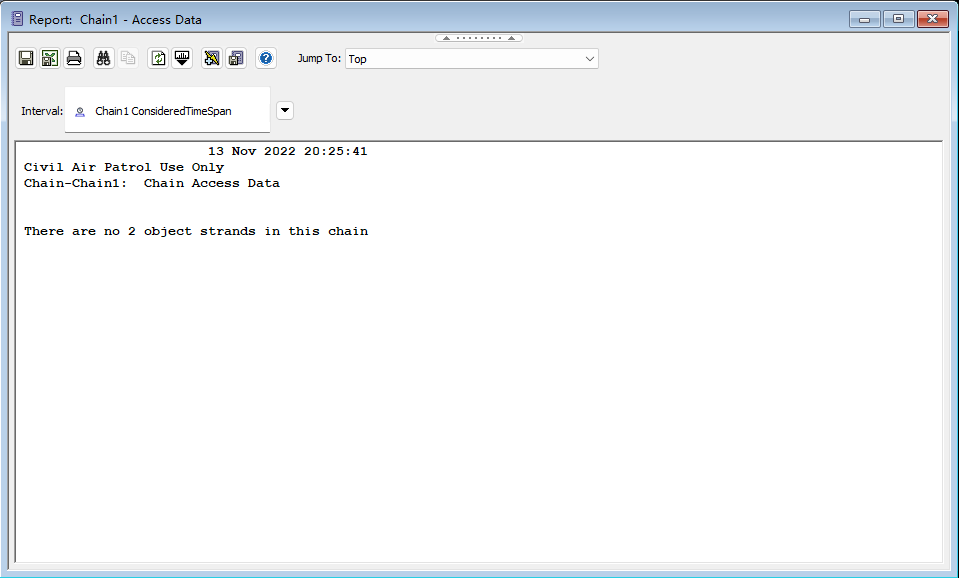 Report: Chain1 - Access Data
Jump To: Top
Interval: Chain1 ConsideredTimeSpan
13 Nov 2022 20:25:41
Civil Air Patrol Use Only
Chain-Chain1:  Chain Access Data
There are no 2 object strands in this chain